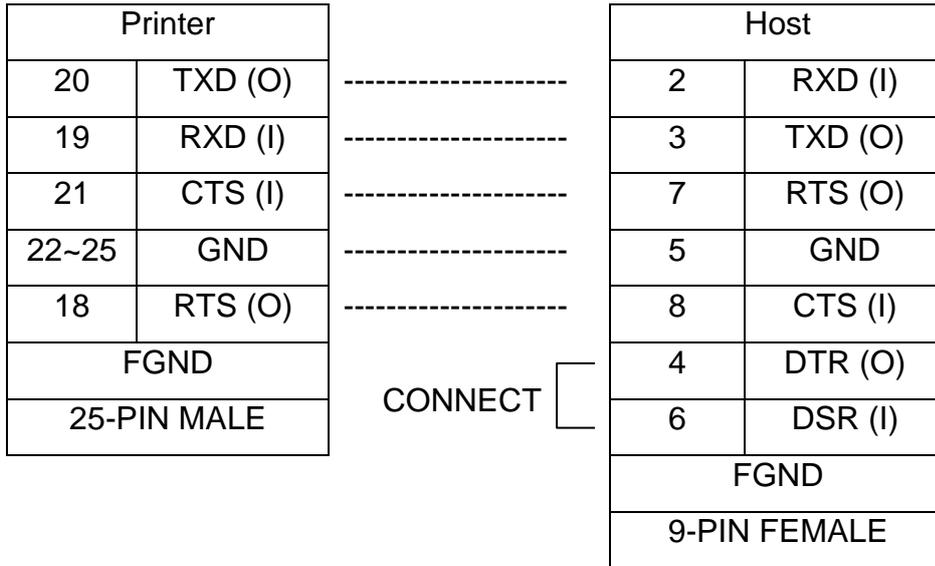 Printer Host
20 TXD (O) ---------------------- 2 RXD (I)
19 RXD (I) ---------------------- 3 TXD (O)
21 CTS (I) ---------------------- 7 RTS (O)
22~25 GND ---------------------- 5 GND
18 RTS (O) ---------------------- 8 CTS (I)
FGND 4 DTR (O)
CONNECT
25-PIN MALE 6 DSR (I)
FGND
9-PIN FEMALE